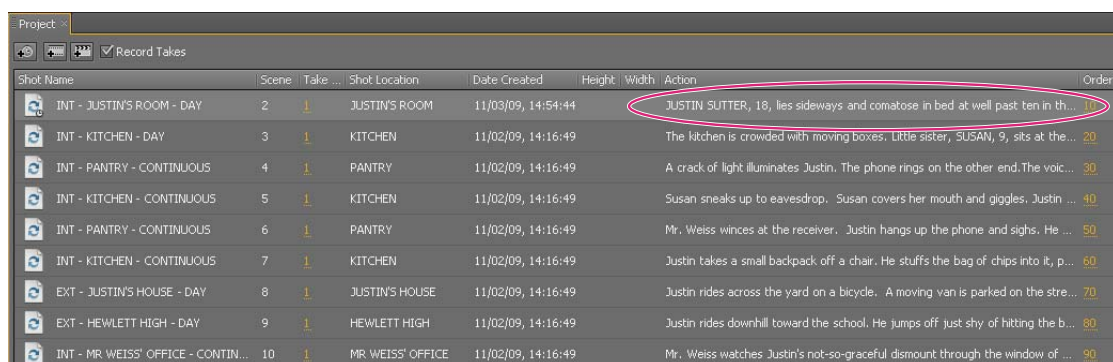 Project
Record Takes
Shot Name Scene Take ... Shot Location Date Created Height Width Action Order
INT - JUSTIN'S ROOM - DAY 2 1 JUSTIN'S ROOM 11/03/09, 14:54:44 JUSTIN SUTTER, 18, lies sideways and comatose in bed at well past ten in th... 10
INT - KITCHEN - DAY 3 1 KITCHEN 11/02/09, 14:16:49 The kitchen is crowded with moving boxes. Little sister, SUSAN, 9, sits at the... 20
INT - PANTRY - CONTINUOUS 4 1 PANTRY 11/02/09, 14:16:49 A crack of light illuminates Justin. The phone rings on the other end.The voic... 30
INT - KITCHEN - CONTINUOUS 5 1 KITCHEN 11/02/09, 14:16:49 Susan sneaks up to eavesdrop. Susan covers her mouth and giggles. Justin ... 40
INT - PANTRY - CONTINUOUS 6 1 PANTRY 11/02/09, 14:16:49 Mr. Weiss winces at the receiver. Justin hangs up the phone and sighs. He ... 50
INT - KITCHEN - CONTINUOUS 7 1 KITCHEN 11/02/09, 14:16:49 Justin takes a small backpack off a chair. He stuffs the bag of chips into it, p... 60
EXT - JUSTIN'S HOUSE - DAY 8 1 JUSTIN'S HOUSE 11/02/09, 14:16:49 Justin rides across the yard on a bicycle. A moving van is parked on the stre... 70
EXT - HEWLETT HIGH - DAY 9 1 HEWLETT HIGH 11/02/09, 14:16:49 Justin rides downhill toward the school. He jumps off just shy of hitting the b... 80
INT - MR WEISS' OFFICE - CONTIN... 10 1 MR WEISS' OFFICE 11/02/09, 14:16:49 Mr. Weiss watches Justin's not-so-graceful dismount through the window of ... 90